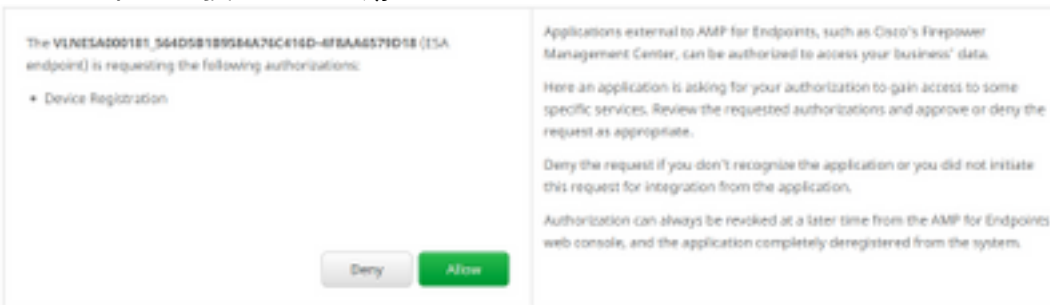 The VLNESA000181_564D5B1B9584A76C416D-4F8AA6579D18 (ESA
endpoint) is requesting the following authorizations:
• Device Registration
Deny
Allow
Applications external to AMP for Endpoints, such as Cisco's Firepower
Management Center, can be authorized to access your business' data.
Here an application is asking for your authorization to gain access to some
specific services. Review the requested authorizations and approve or deny the
request as appropriate.
Deny the request if you don't recognize the application or you did not initiate
this request for integration from the application.
Authorization can always be revoked at a later time from the AMP for Endpoints
web console, and the application completely deregistered from the system.